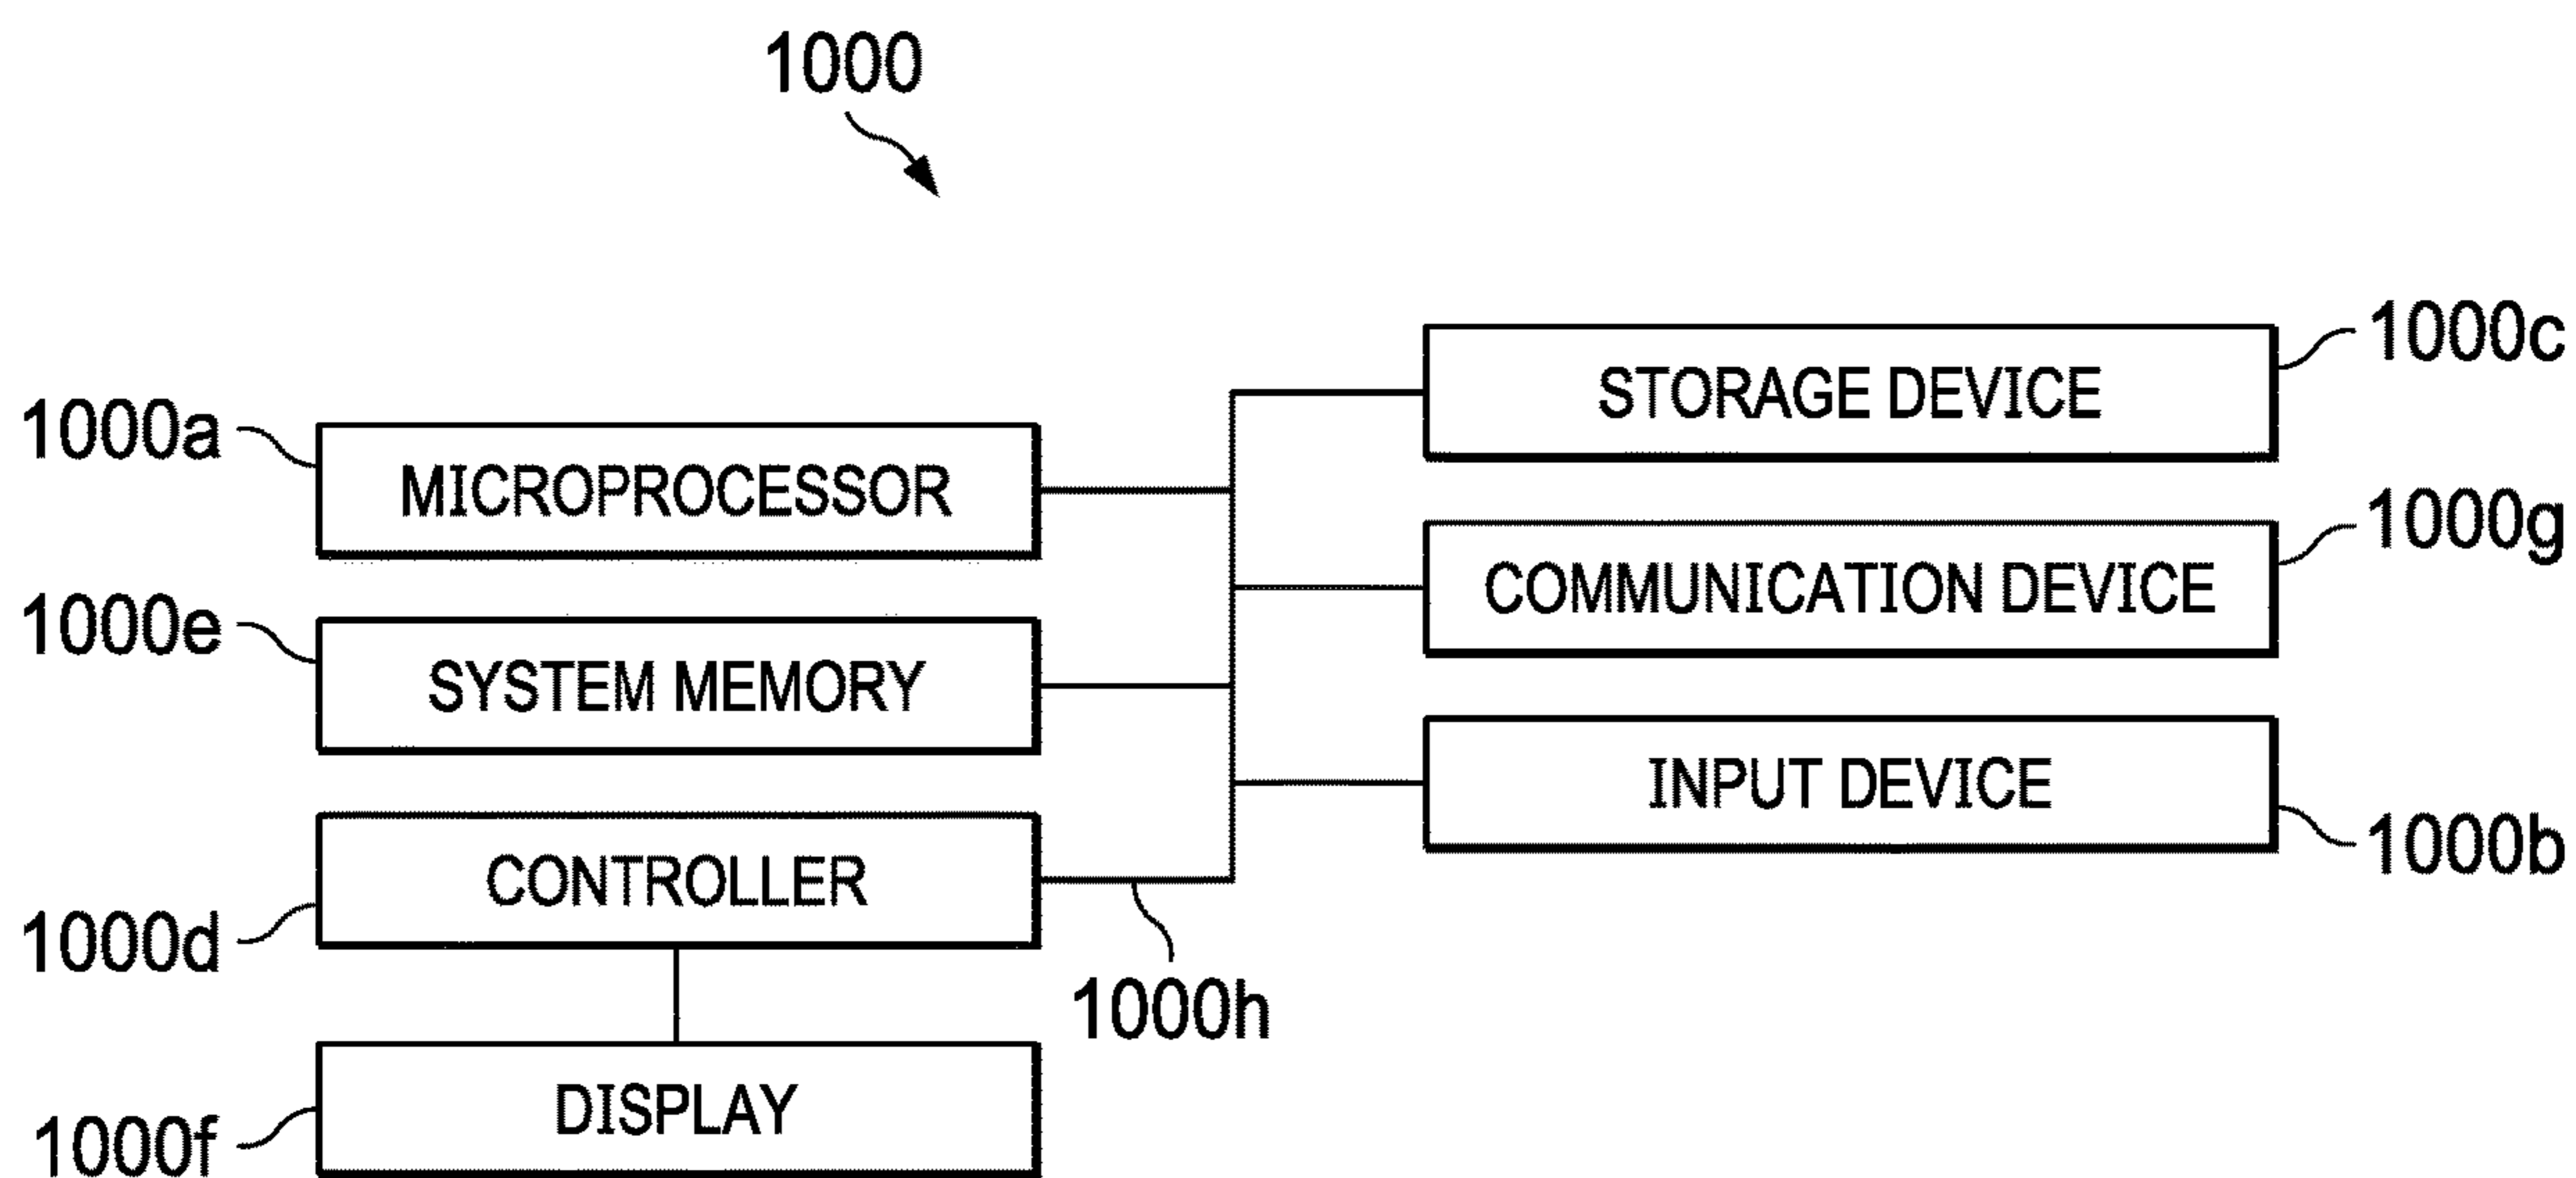 1000
1000c
STORAGE DEVICE
1000a
MICROPROCESSOR
1000g
COMMUNICATION DEVICE
1000e
SYSTEM MEMORY
INPUT DEVICE
1000b
CONTROLLER
1000d
1000h
DISPLAY
1000f